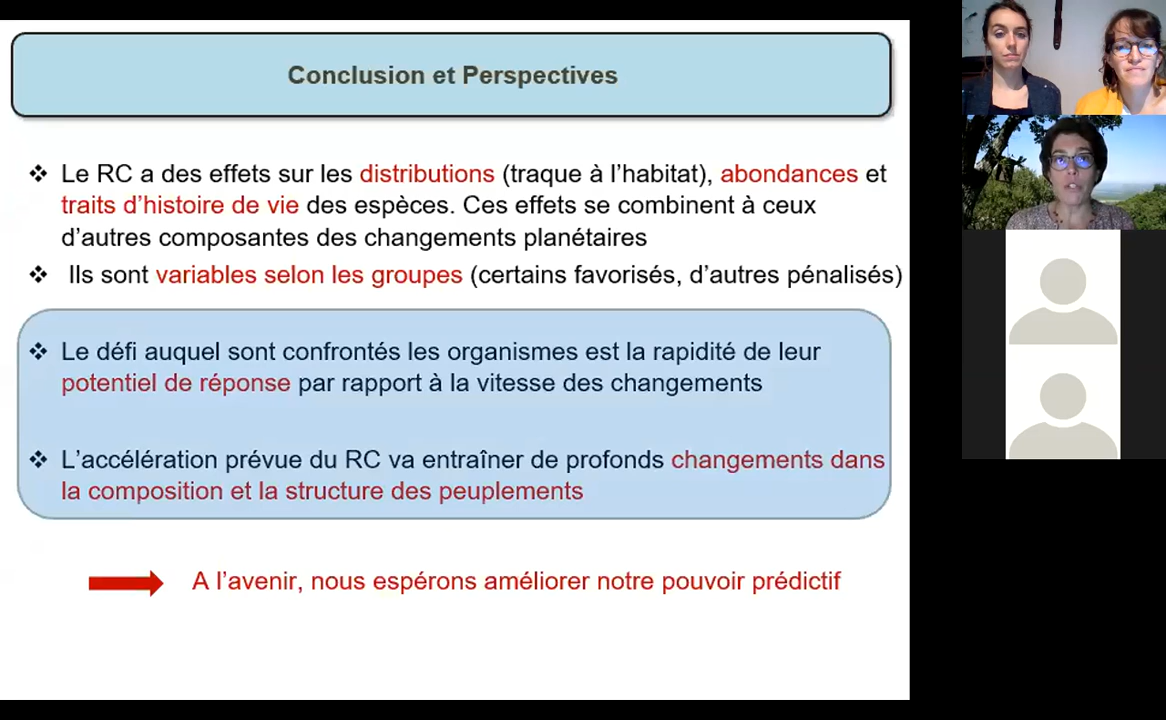 Conclusion et Perspectives
❖ Le RC a des effets sur les distributions (traque à l'habitat), abondances et
traits d'histoire de vie des espèces. Ces effets se combinent à ceux
d'autres composantes des changements planétaires
❖ Ils sont variables selon les groupes (certains favorisés, d'autres pénalisés)
❖ Le défi auquel sont confrontés les organismes est la rapidité de leur
potentiel de réponse par rapport à la vitesse des changements
❖ L'accélération prévue du RC va entraîner de profonds changements dans
la composition et la structure des peuplements
A l'avenir, nous espérons améliorer notre pouvoir prédictif